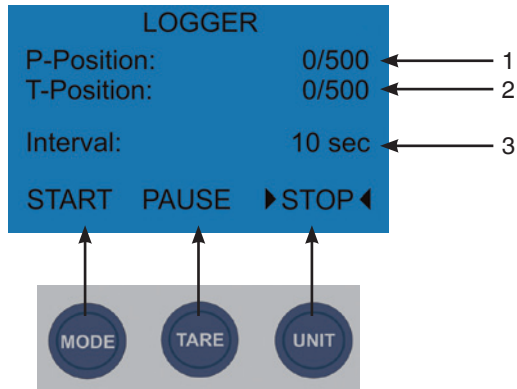 LOGGER
P-Position: 0/500 1
T-Position: 0/500 2
Interval: 10 sec 3
START PAUSE STOP
MODE TARE UNIT